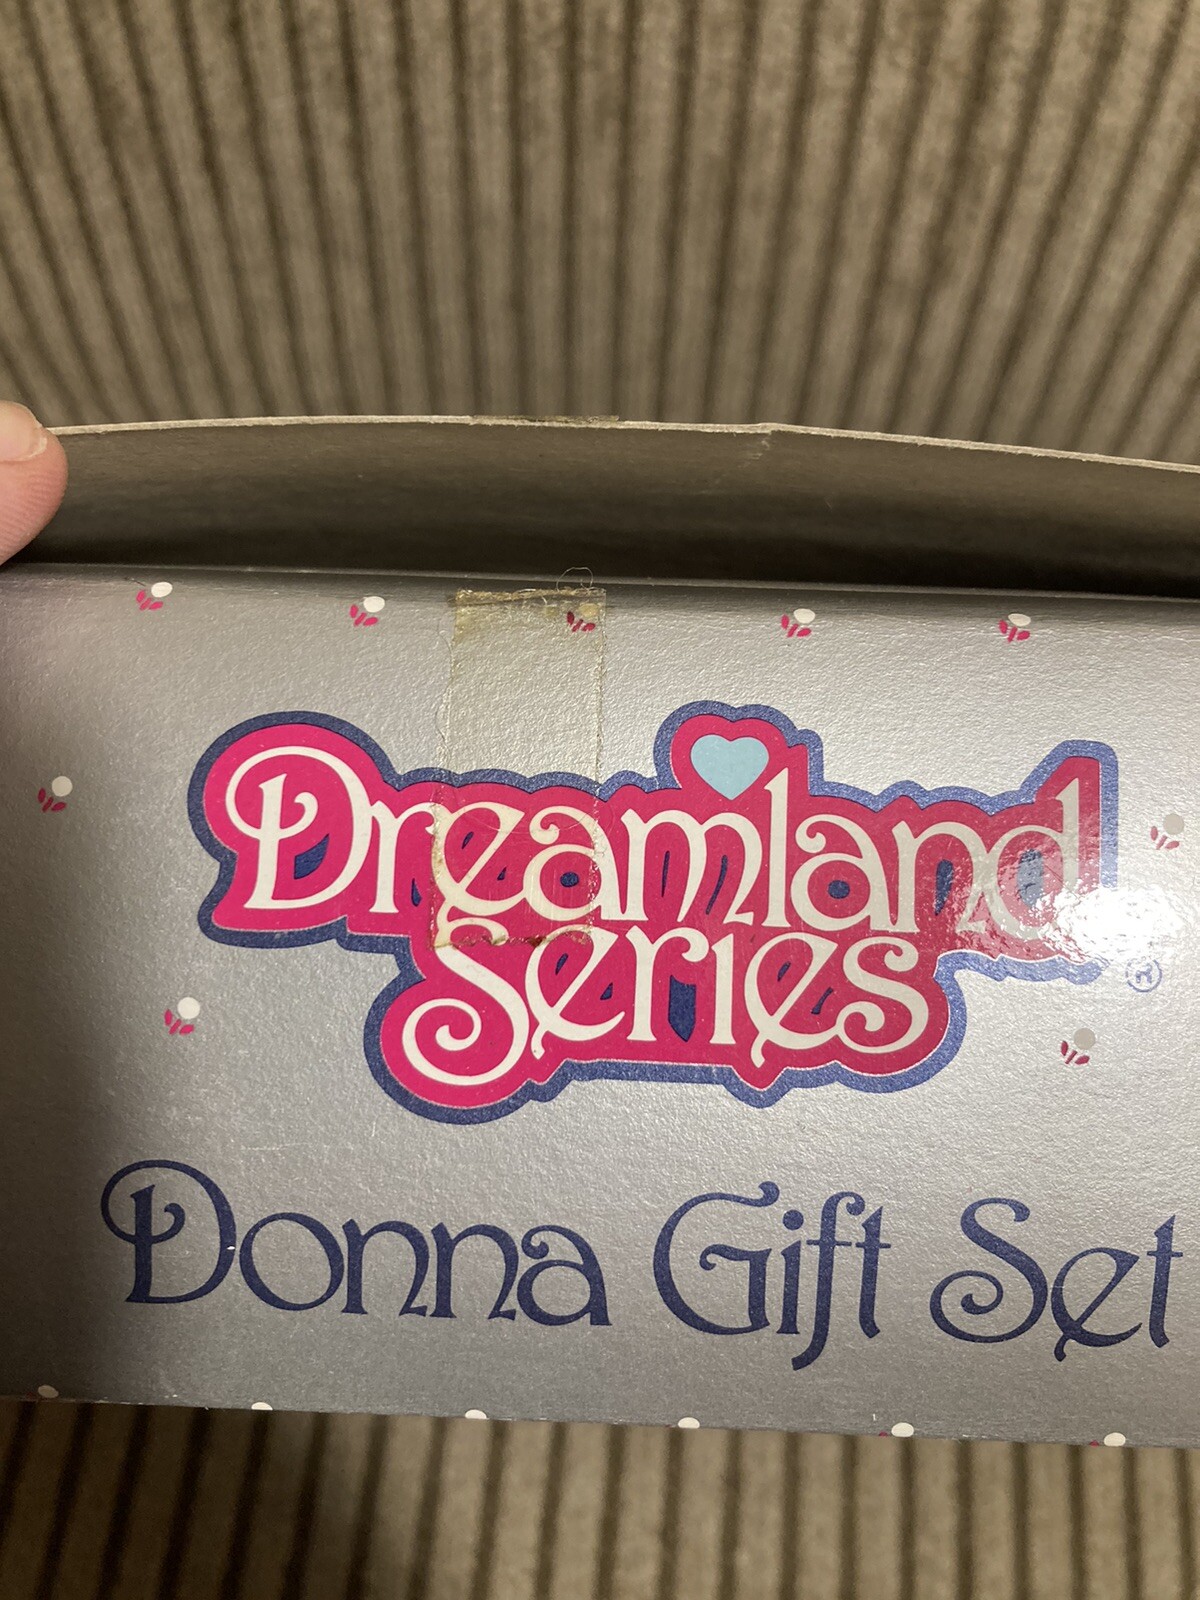 Dreamland
Series
®
Donna Gift Set